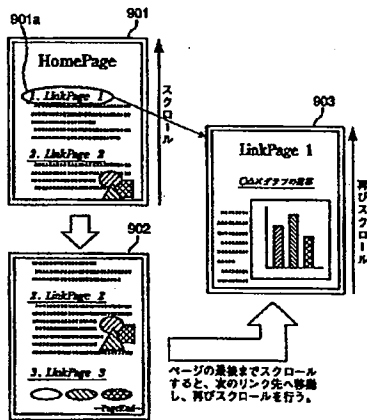 901a
901
HomePage
1. LinkPage 1
2. LinkPage 2
スクロール
903
LinkPage 1
再びスクロール
902
2. LinkPage 2
3. LinkPage 3
PageEnd
ページの最後までスクロール
すると、次のリンク先へ移動
し、再びスクロールを行う。